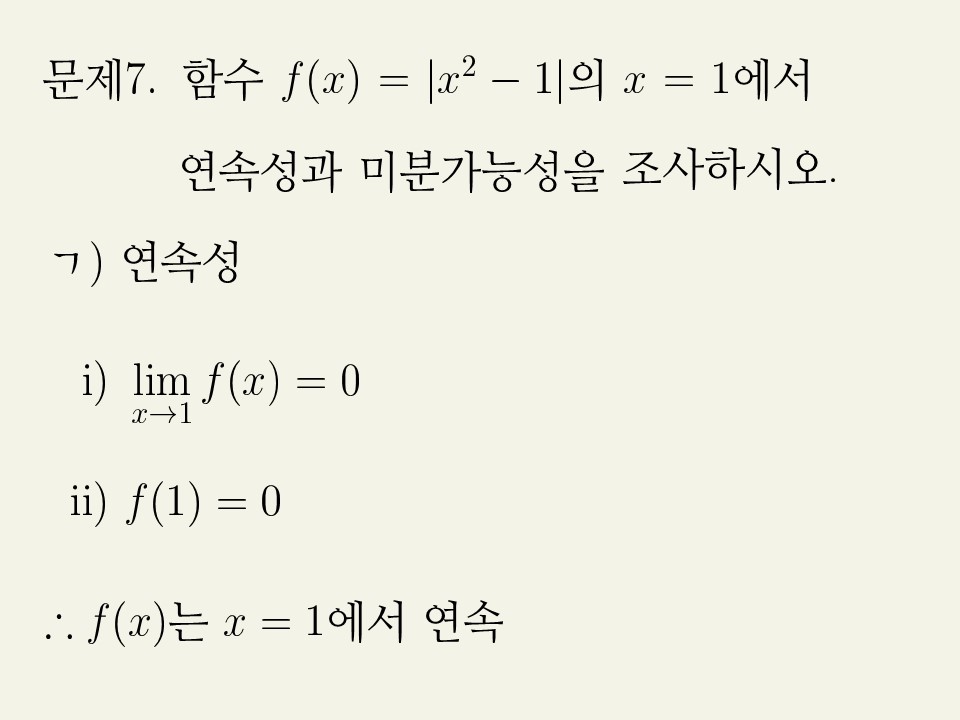 문제7. 함수 f(x) = |x² − 1|의 x = 1에서
연속성과 미분가능성을 조사하시오.
ㄱ) 연속성
i) lim_{x→1} f(x) = 0
ii) f(1) = 0
∴ f(x)는 x = 1에서 연속